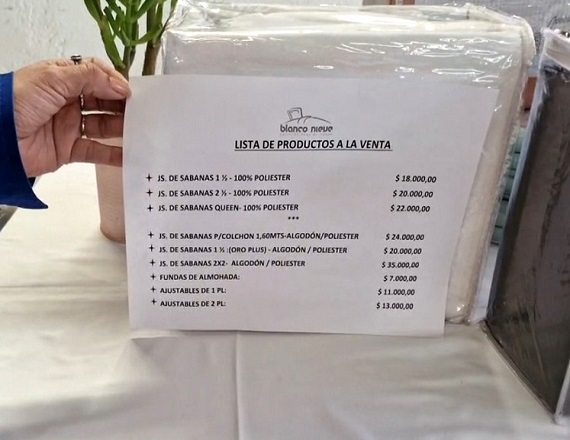 blanco nieve
LISTA DE PRODUCTOS A LA VENTA
JS. DE SABANAS 1 ½ - 100% POLIESTER $ 18.000,00
JS. DE SABANAS 2 ½ - 100% POLIESTER $ 20.000,00
JS. DE SABANAS QUEEN- 100% POLIESTER $ 22.000,00
***
JS. DE SABANAS P/COLCHON 1,60MTS-ALGODÓN/POLIESTER $ 24.000,00
JS. DE SABANAS 1 ½ :(ORO PLUS) - ALGODÓN / POLIESTER $ 20.000,00
JS. DE SABANAS 2X2- ALGODÓN / POLIESTER $ 35.000,00
FUNDAS DE ALMOHADA: $ 7.000,00
AJUSTABLES DE 1 PL: $ 11.000,00
AJUSTABLES DE 2 PL: $ 13.000,00